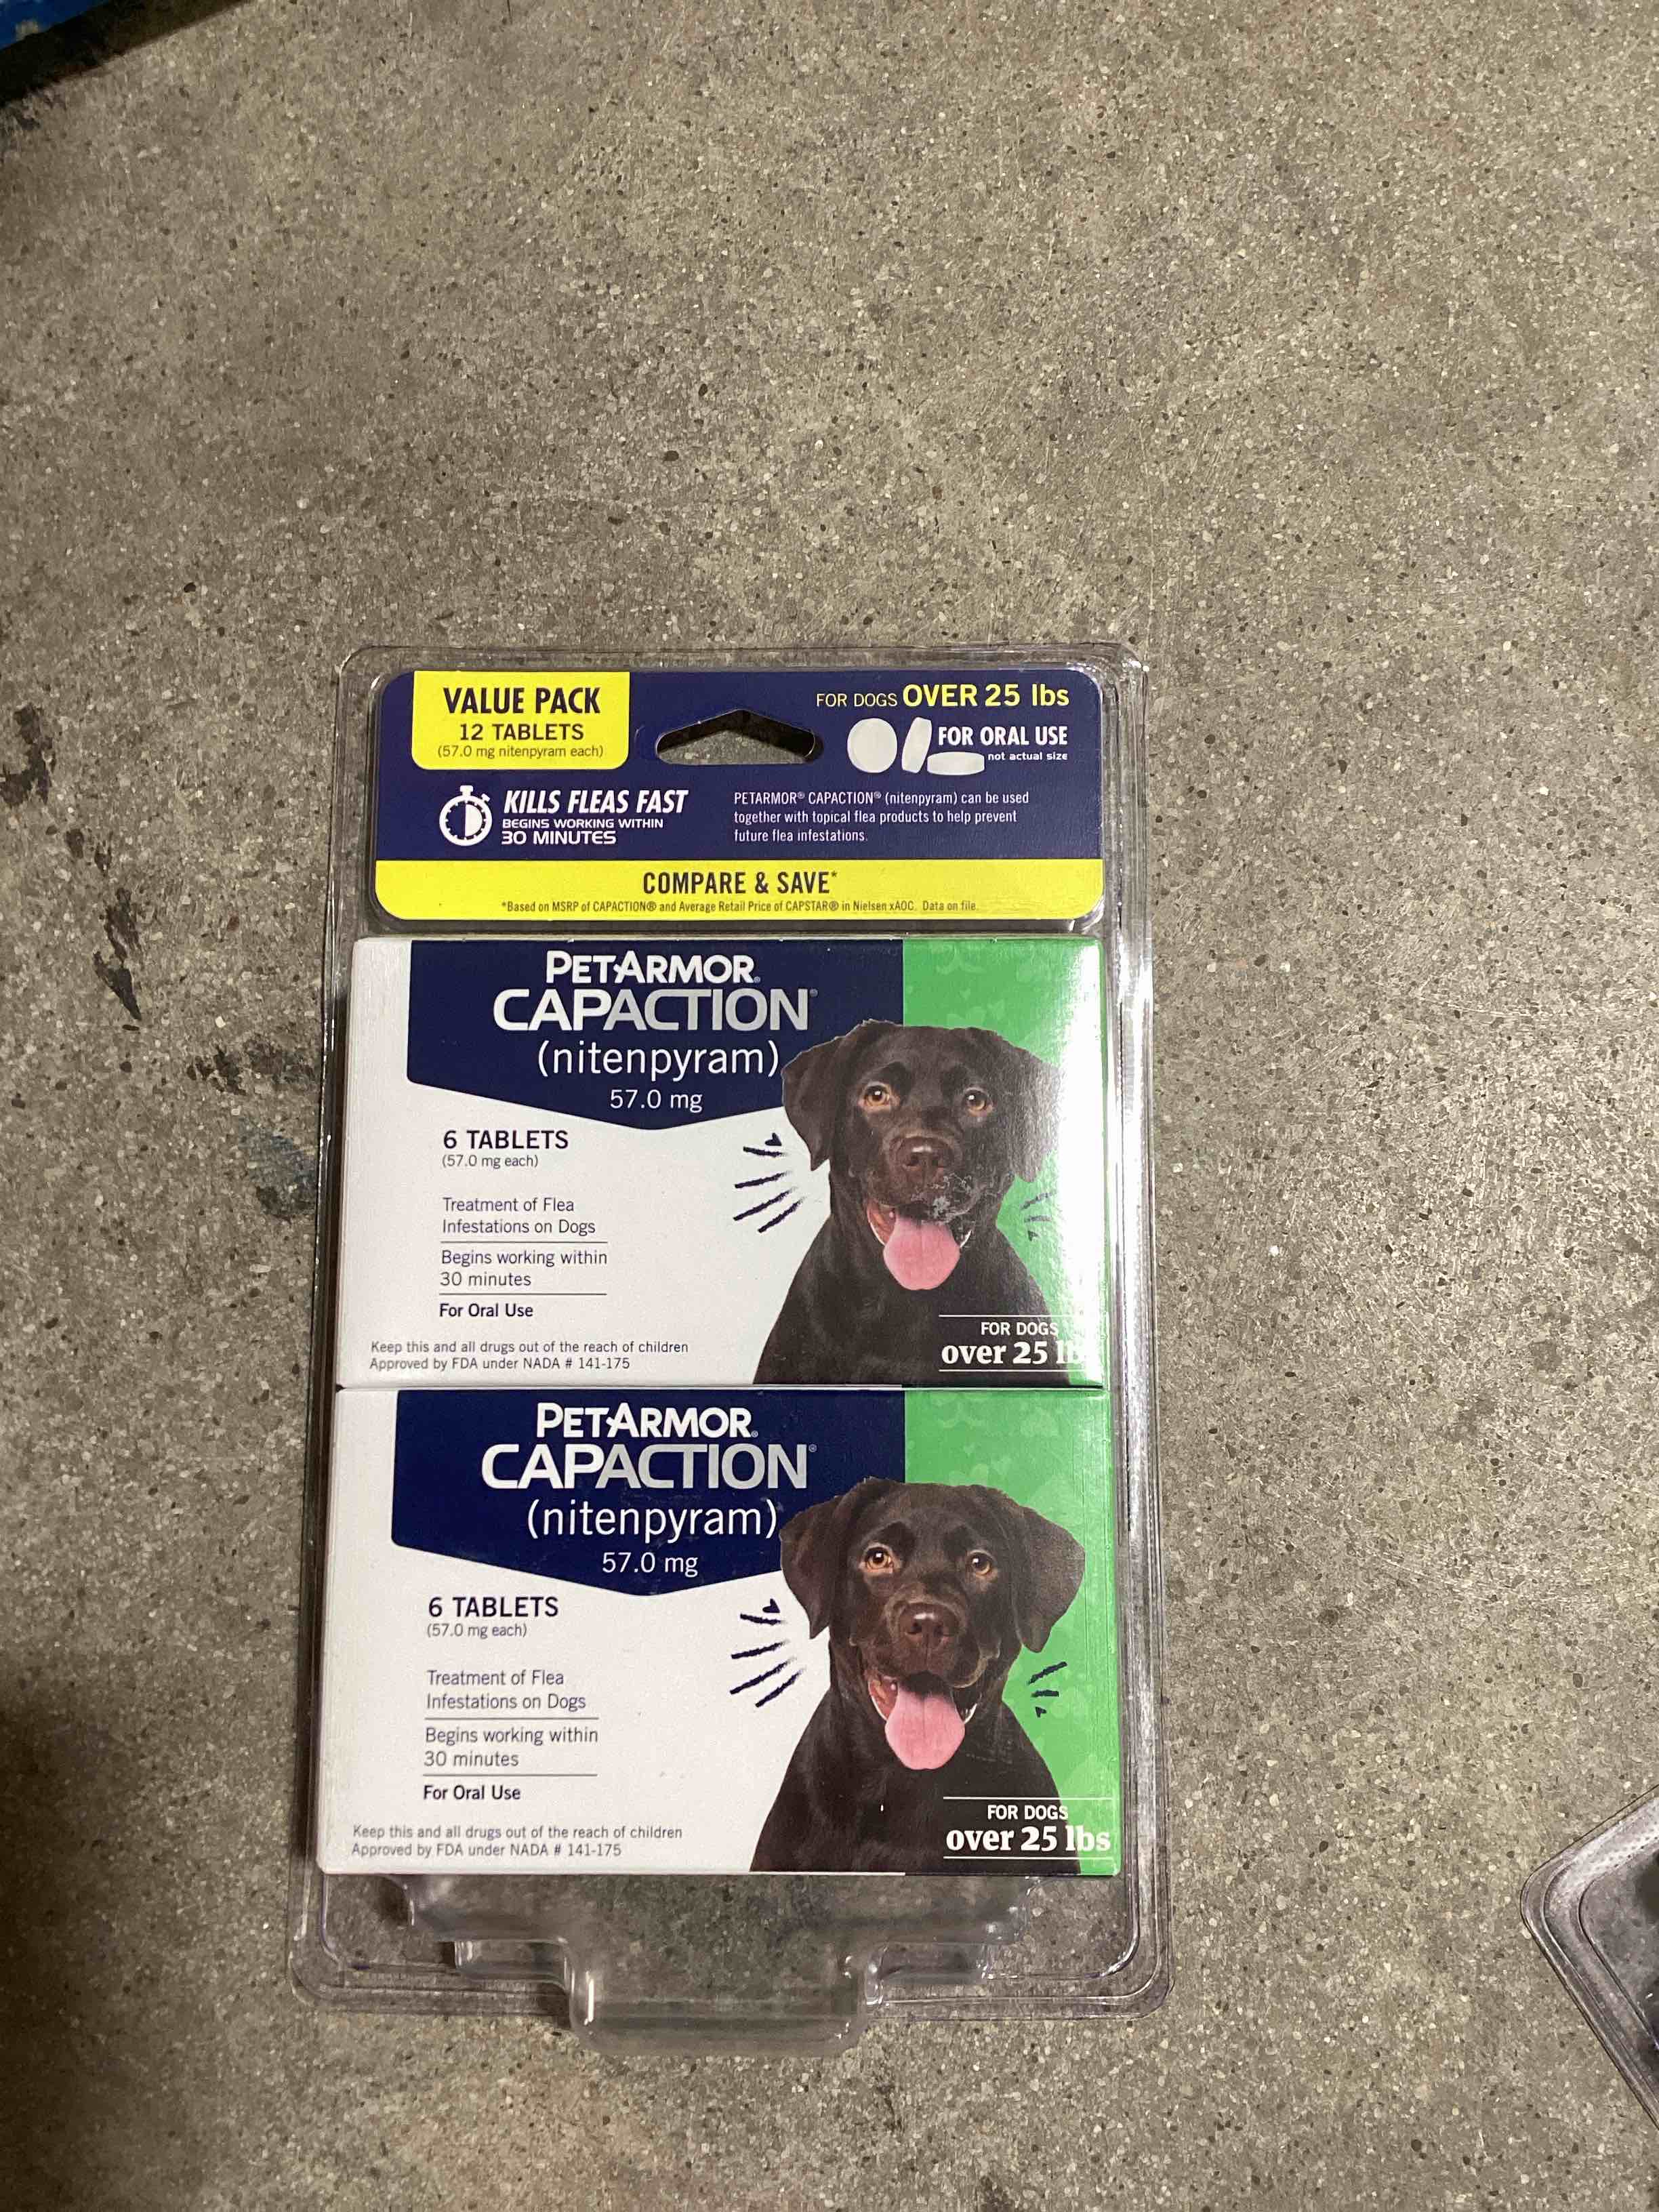 VALUE PACK
12 TABLETS
(57.0 mg nitenpyram each)
FOR DOGS OVER 25 lbs
FOR ORAL USE
not actual size
KILLS FLEAS FAST
BEGINS WORKING WITHIN
30 MINUTES
PETARMOR® CAPACTION® (nitenpyram) can be used
together with topical flea products to help prevent
future flea infestations.
COMPARE & SAVE*
*Based on MSRP of CAPACTION® and Average Retail Price of CAPSTAR® in Nielsen xAOC. Data on file.
PETARMOR®
CAPACTION®
(nitenpyram)
57.0 mg
6 TABLETS
(57.0 mg each)
Treatment of Flea
Infestations on Dogs
Begins working within
30 minutes
For Oral Use
Keep this and all drugs out of the reach of children
Approved by FDA under NADA # 141-175
FOR DOGS
over 25 lbs
PETARMOR®
CAPACTION®
(nitenpyram)
57.0 mg
6 TABLETS
(57.0 mg each)
Treatment of Flea
Infestations on Dogs
Begins working within
30 minutes
For Oral Use
Keep this and all drugs out of the reach of children
Approved by FDA under NADA # 141-175
FOR DOGS
over 25 lbs